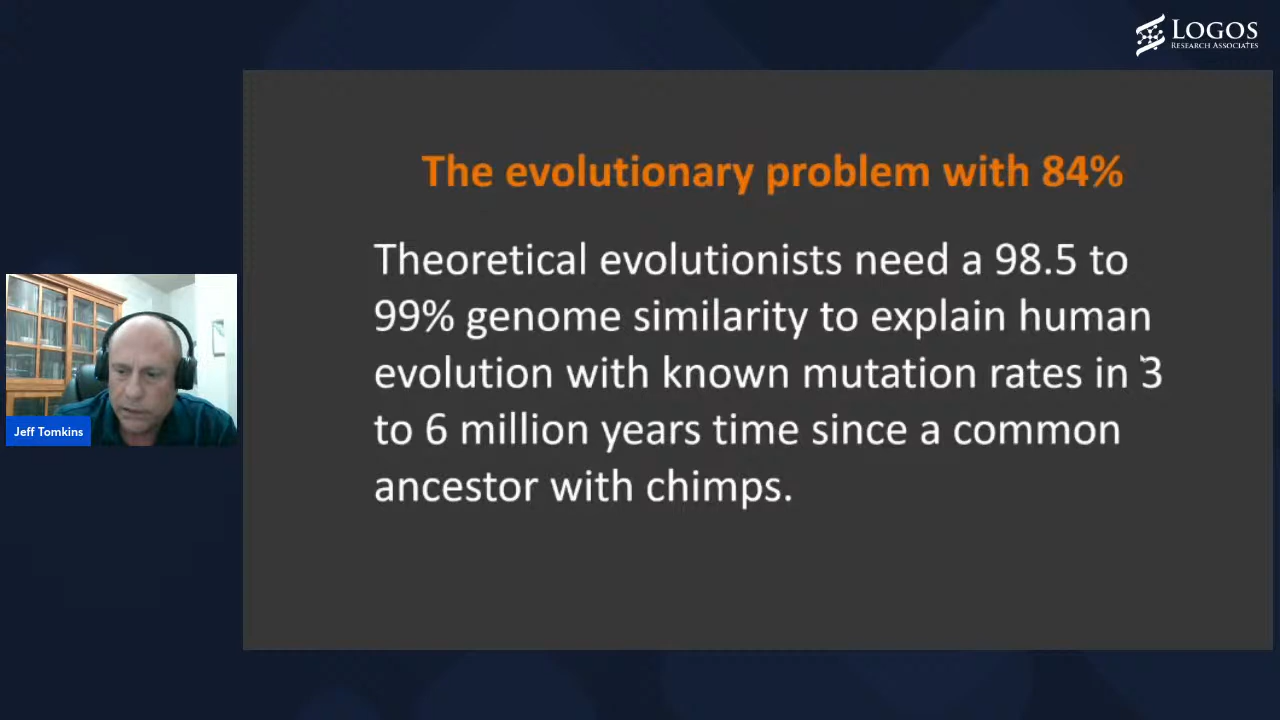 LOGOS
RESEARCH ASSOCIATES
The evolutionary problem with 84%
Theoretical evolutionists need a 98.5 to
99% genome similarity to explain human
evolution with known mutation rates in 3
to 6 million years time since a common
ancestor with chimps.
Jeff Tomkins